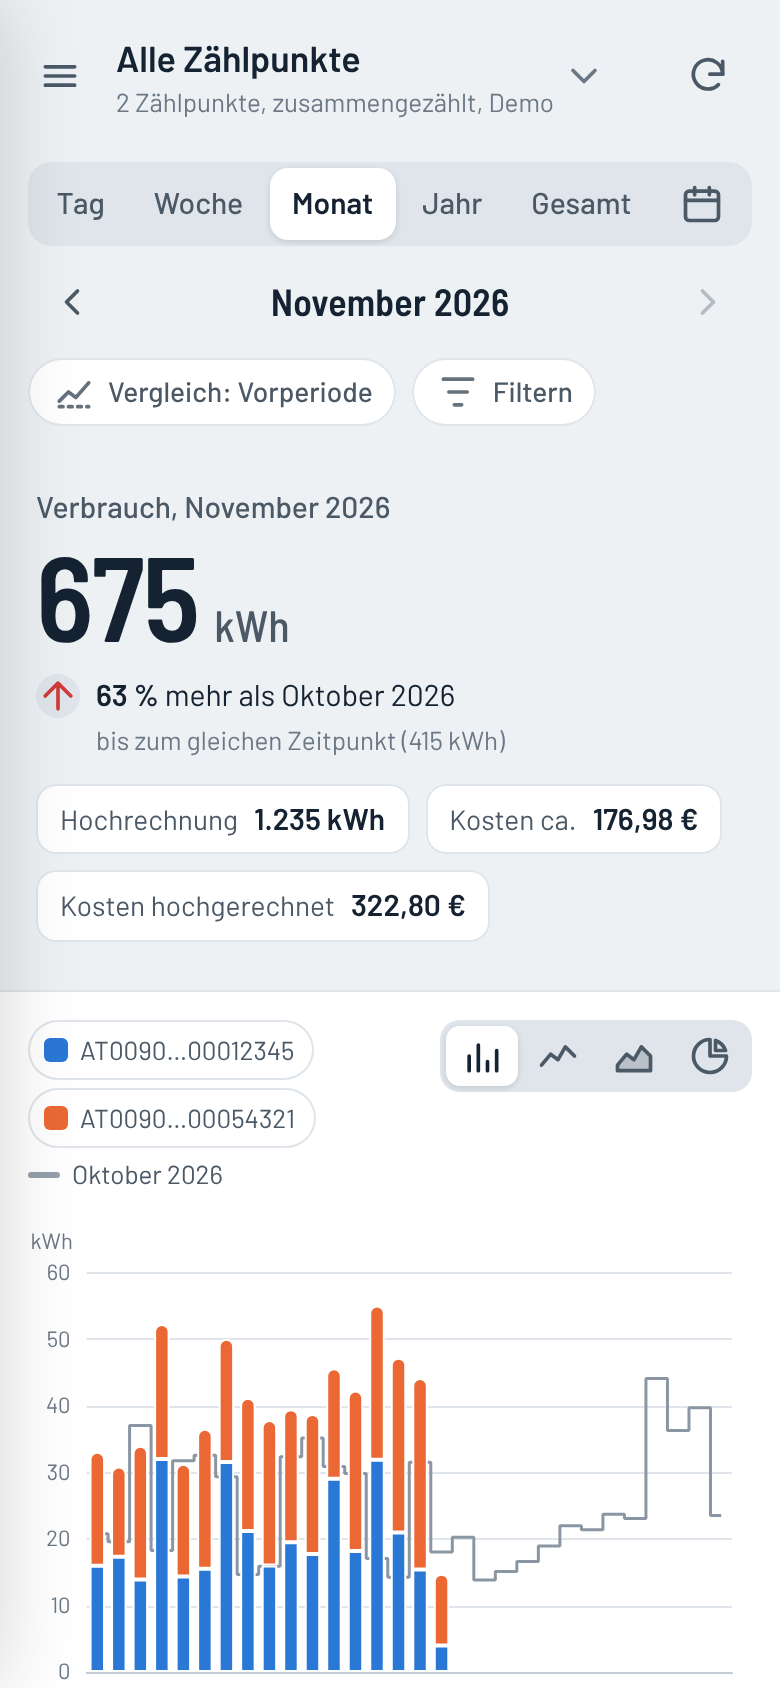 Alle Zählpunkte
2 Zählpunkte, zusammengezählt, Demo
Tag Woche Monat Jahr Gesamt
November 2026
Vergleich: Vorperiode Filtern
Verbrauch, November 2026
675 kWh
63 % mehr als Oktober 2026
bis zum gleichen Zeitpunkt (415 kWh)
Hochrechnung 1.235 kWh Kosten ca. 176,98 €
Kosten hochgerechnet 322,80 €
AT0090...00012345
AT0090...00054321
Oktober 2026
kWh
60
50
40
30
20
10
0